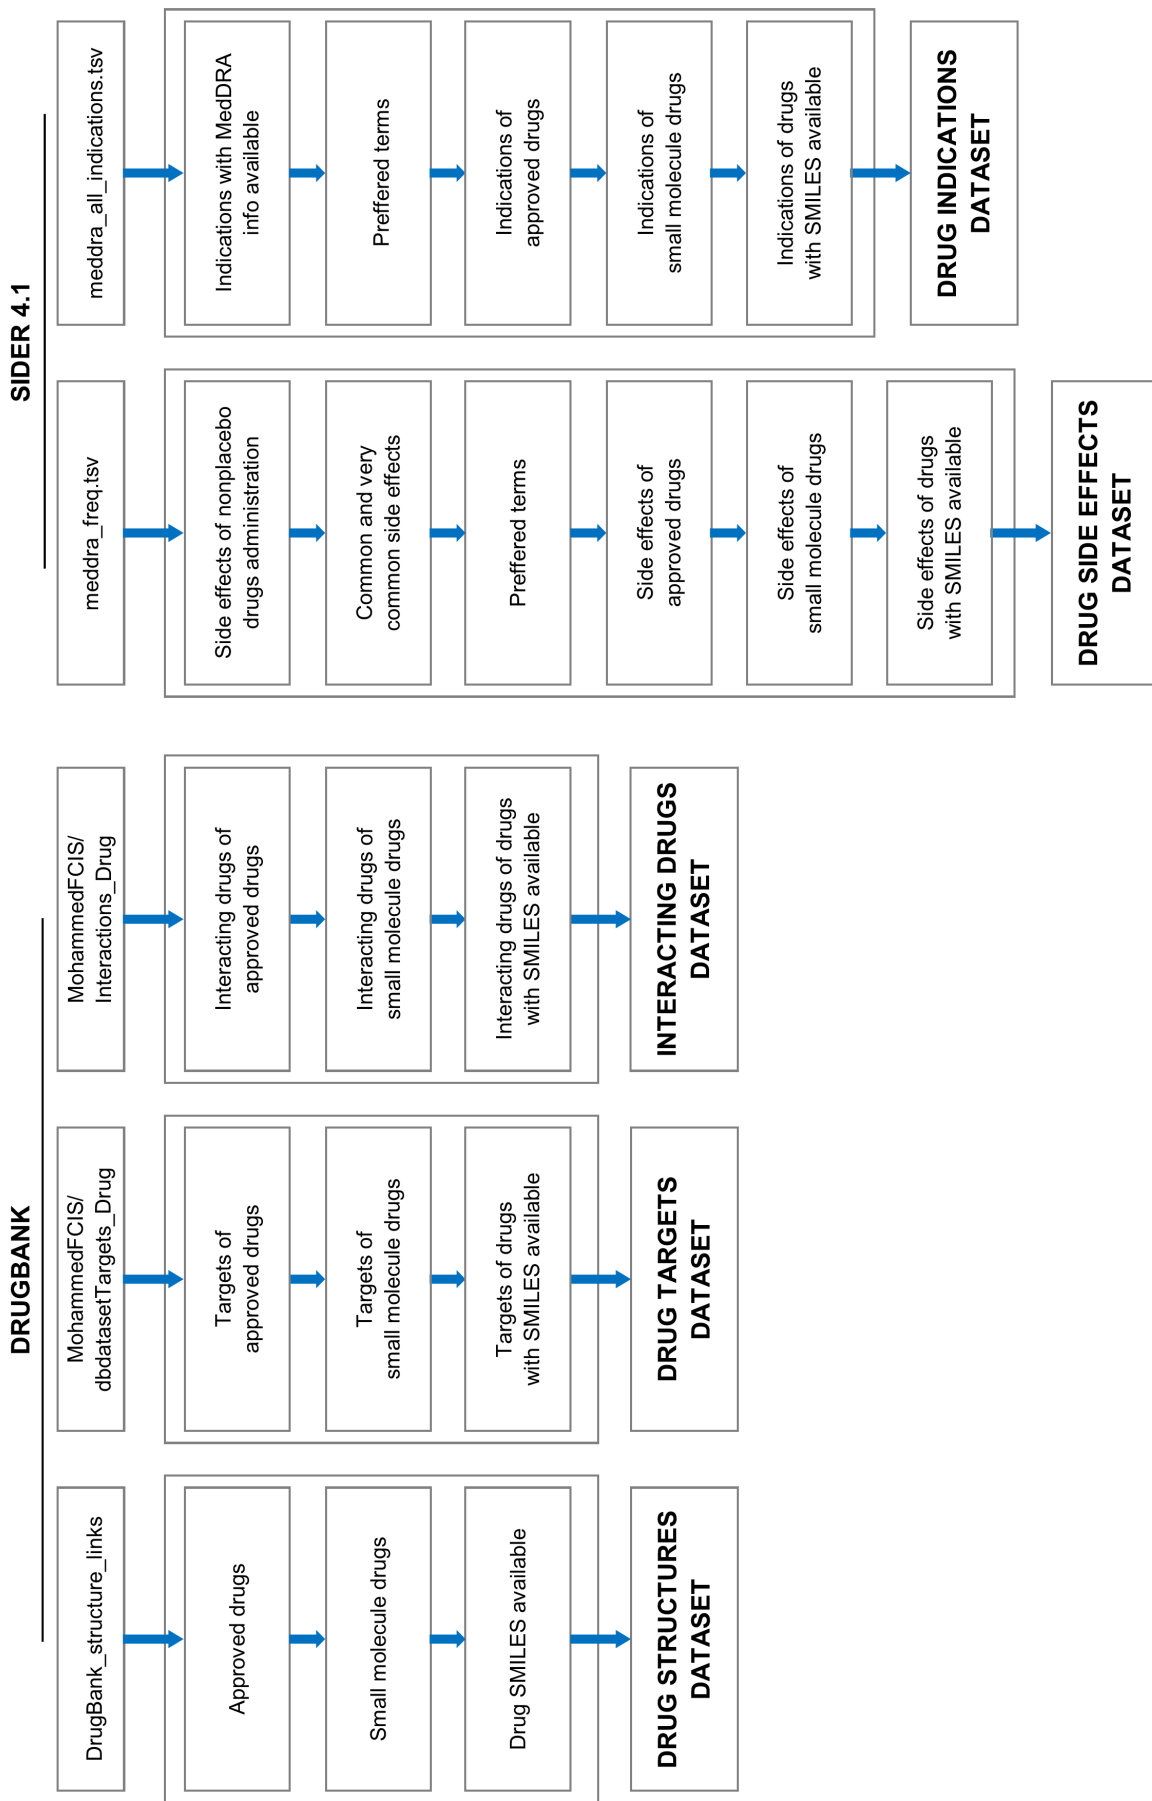 DRUGBANK
DrugBank_structure_links
Approved drugs
Small molecule drugs
Drug SMILES available
DRUG STRUCTURES
DATASET
MohammedFCIS/
dbdatasetTargets_Drug
Targets of
approved drugs
Targets of
small molecule drugs
Targets of drugs
with SMILES available
DRUG TARGETS
DATASET
MohammedFCIS/
Interactions_Drug
Interacting drugs of
approved drugs
Interacting drugs of
small molecule drugs
Interacting drugs of drugs
with SMILES available
INTERACTING DRUGS
DATASET
SIDER 4.1
meddra_freq.tsv
Side effects of nonplacebo
drugs administration
Common and very
common side effects
Preffered terms
Side effects of
approved drugs
Side effects of
small molecule drugs
Side effects of drugs
with SMILES available
DRUG SIDE EFFECTS
DATASET
meddra_all_indications.tsv
Indications with MedDRA
info available
Preffered terms
Indications of
approved drugs
Indications of
small molecule drugs
Indications of drugs
with SMILES available
DRUG INDICATIONS
DATASET